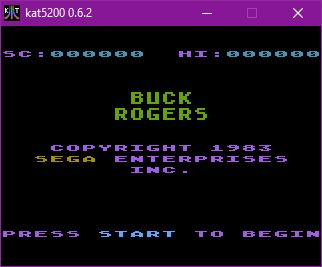 kat5200 0.6.2
SC:000000 HI:000000
BUCK
ROGERS
COPYRIGHT 1983
SEGA ENTERPRISES
INC.
PRESS START TO BEGIN